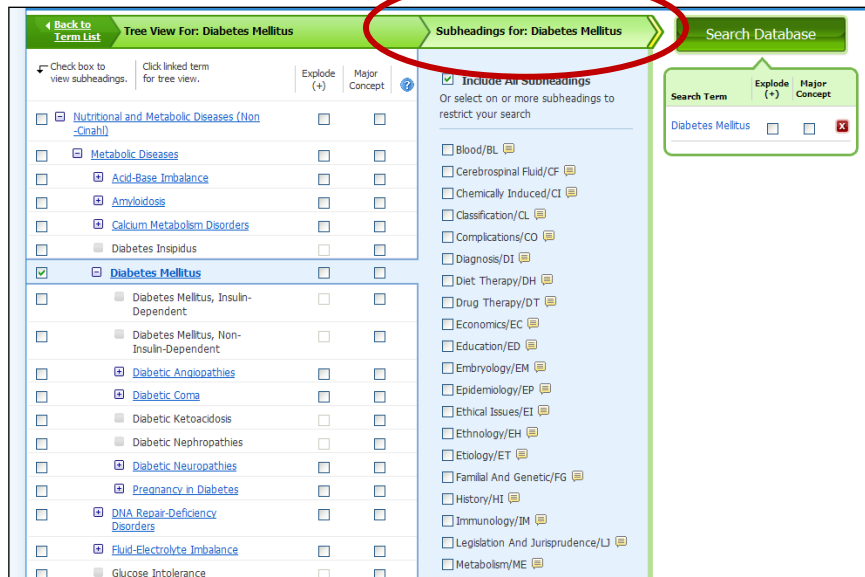 Back to
Term List
Tree View For: Diabetes Mellitus
Subheadings for: Diabetes Mellitus
Search Database
Check box to
view subheadings.
Click linked term
for tree view.
Explode
(+)
Major
Concept
?
Nutritional and Metabolic Diseases (Non
-Cinahl)
Metabolic Diseases
Acid-Base Imbalance
Amyloidosis
Calcium Metabolism Disorders
Diabetes Insipidus
Diabetes Mellitus
Diabetes Mellitus, Insulin-
Dependent
Diabetes Mellitus, Non-
Insulin-Dependent
Diabetic Angiopathies
Diabetic Coma
Diabetic Ketoacidosis
Diabetic Nephropathies
Diabetic Neuropathies
Pregnancy in Diabetes
DNA Repair-Deficiency
Disorders
Fluid-Electrolyte Imbalance
Glucose Intolerance
Include All Subheadings
Or select on or more subheadings to
restrict your search
Blood/BL
Cerebrospinal Fluid/CF
Chemically Induced/CI
Classification/CL
Complications/CO
Diagnosis/DI
Diet Therapy/DH
Drug Therapy/DT
Economics/EC
Education/ED
Embryology/EM
Epidemiology/EP
Ethical Issues/EI
Ethnology/EH
Etiology/ET
Familial And Genetic/FG
History/HI
Immunology/IM
Legislation And Jurisprudence/LJ
Metabolism/ME
Search Term
Explode
(+)
Major
Concept
Diabetes Mellitus
X